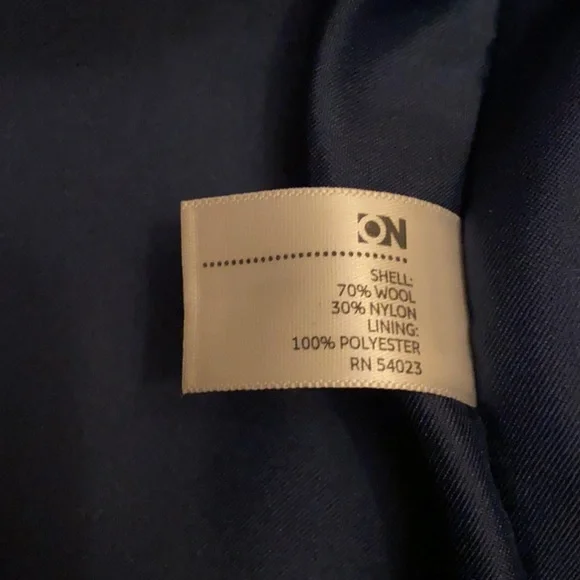 ON
SHELL:
70% WOOL
30% NYLON
LINING:
100% POLYESTER
RN 54023